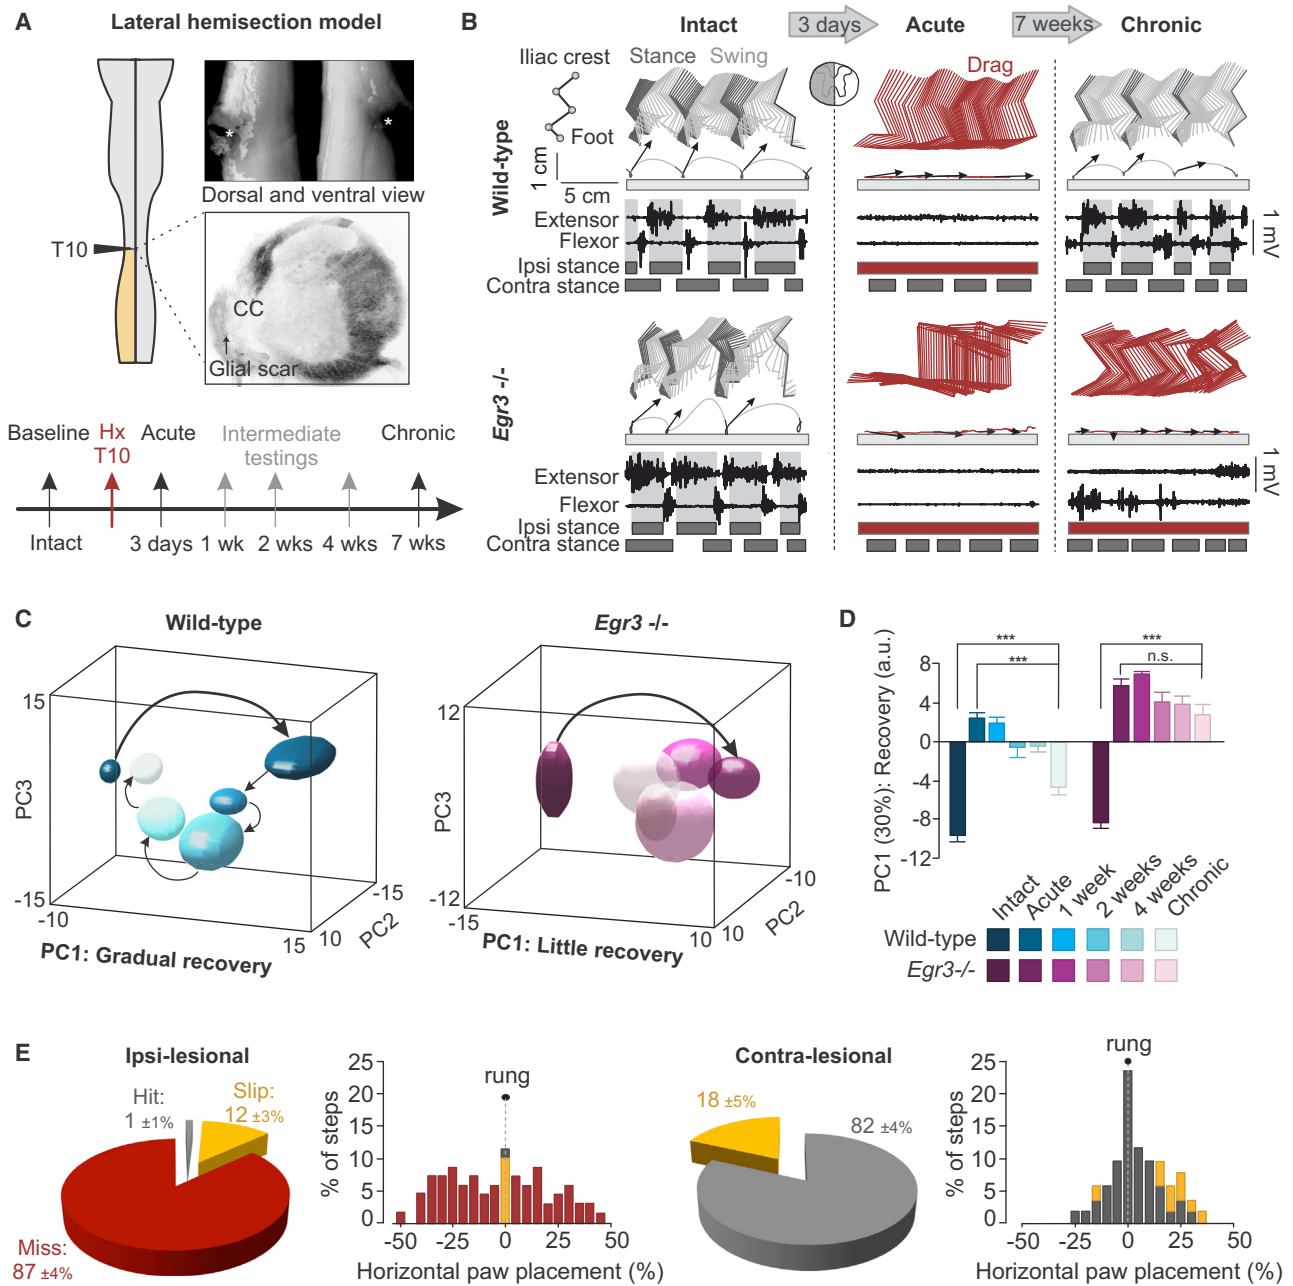 A
Lateral hemisection model
T10
*
*
Dorsal and ventral view
CC
Glial scar
Baseline
Hx
T10
Acute
Intermediate
testings
Chronic
Intact
3 days
1 wk
2 wks
4 wks
7 wks
B
Intact
3 days
Acute
7 weeks
Chronic
Iliac crest
Stance
Swing
Drag
Foot
Wild-type
1 cm
5 cm
Extensor
Flexor
1 mV
Ipsi stance
Contra stance
Egr3 -/-
Extensor
Flexor
1 mV
Ipsi stance
Contra stance
C
Wild-type
15
PC3
-15
-10
15
10
-15
PC2
PC1: Gradual recovery
Egr3 -/-
12
PC3
-12
-15
10
10
-10
PC2
PC1: Little recovery
D
PC1 (30%): Recovery (a.u.)
8
4
0
-4
-8
-12
***
***
***
n.s.
Intact
Acute
1 week
2 weeks
4 weeks
Chronic
Wild-type
Egr3-/-
E
Ipsi-lesional
Hit:
1 ±1%
Slip:
12 ±3%
Miss:
87 ±4%
% of steps
25
20
15
10
5
0
rung
-50
-25
0
25
50
Horizontal paw placement (%)
Contra-lesional
18 ±5%
82 ±4%
% of steps
25
20
15
10
5
0
rung
-50
-25
0
25
50
Horizontal paw placement (%)